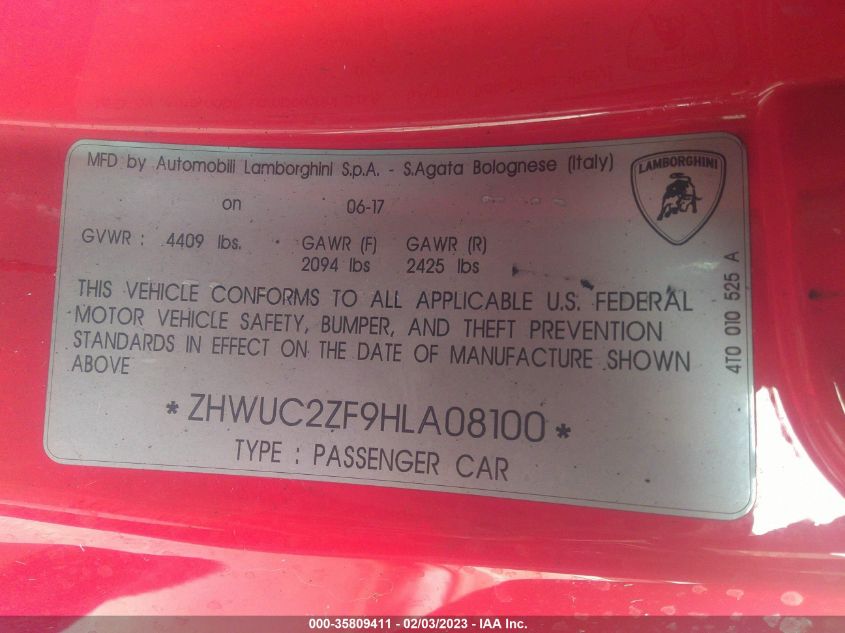 MFD by Automobili Lamborghini S.p.A. - S.Agata Bolognese (Italy)
LAMBORGHINI
on 06-17
GVWR : 4409 lbs. GAWR (F) GAWR (R)
2094 lbs 2425 lbs
THIS VEHICLE CONFORMS TO ALL APPLICABLE U.S. FEDERAL
MOTOR VEHICLE SAFETY, BUMPER, AND THEFT PREVENTION
STANDARDS IN EFFECT ON THE DATE OF MANUFACTURE SHOWN
ABOVE
4T0 010 525 A
* ZHWUC2ZF9HLA08100 *
TYPE : PASSENGER CAR
000-35809411 - 02/03/2023 - IAA Inc.